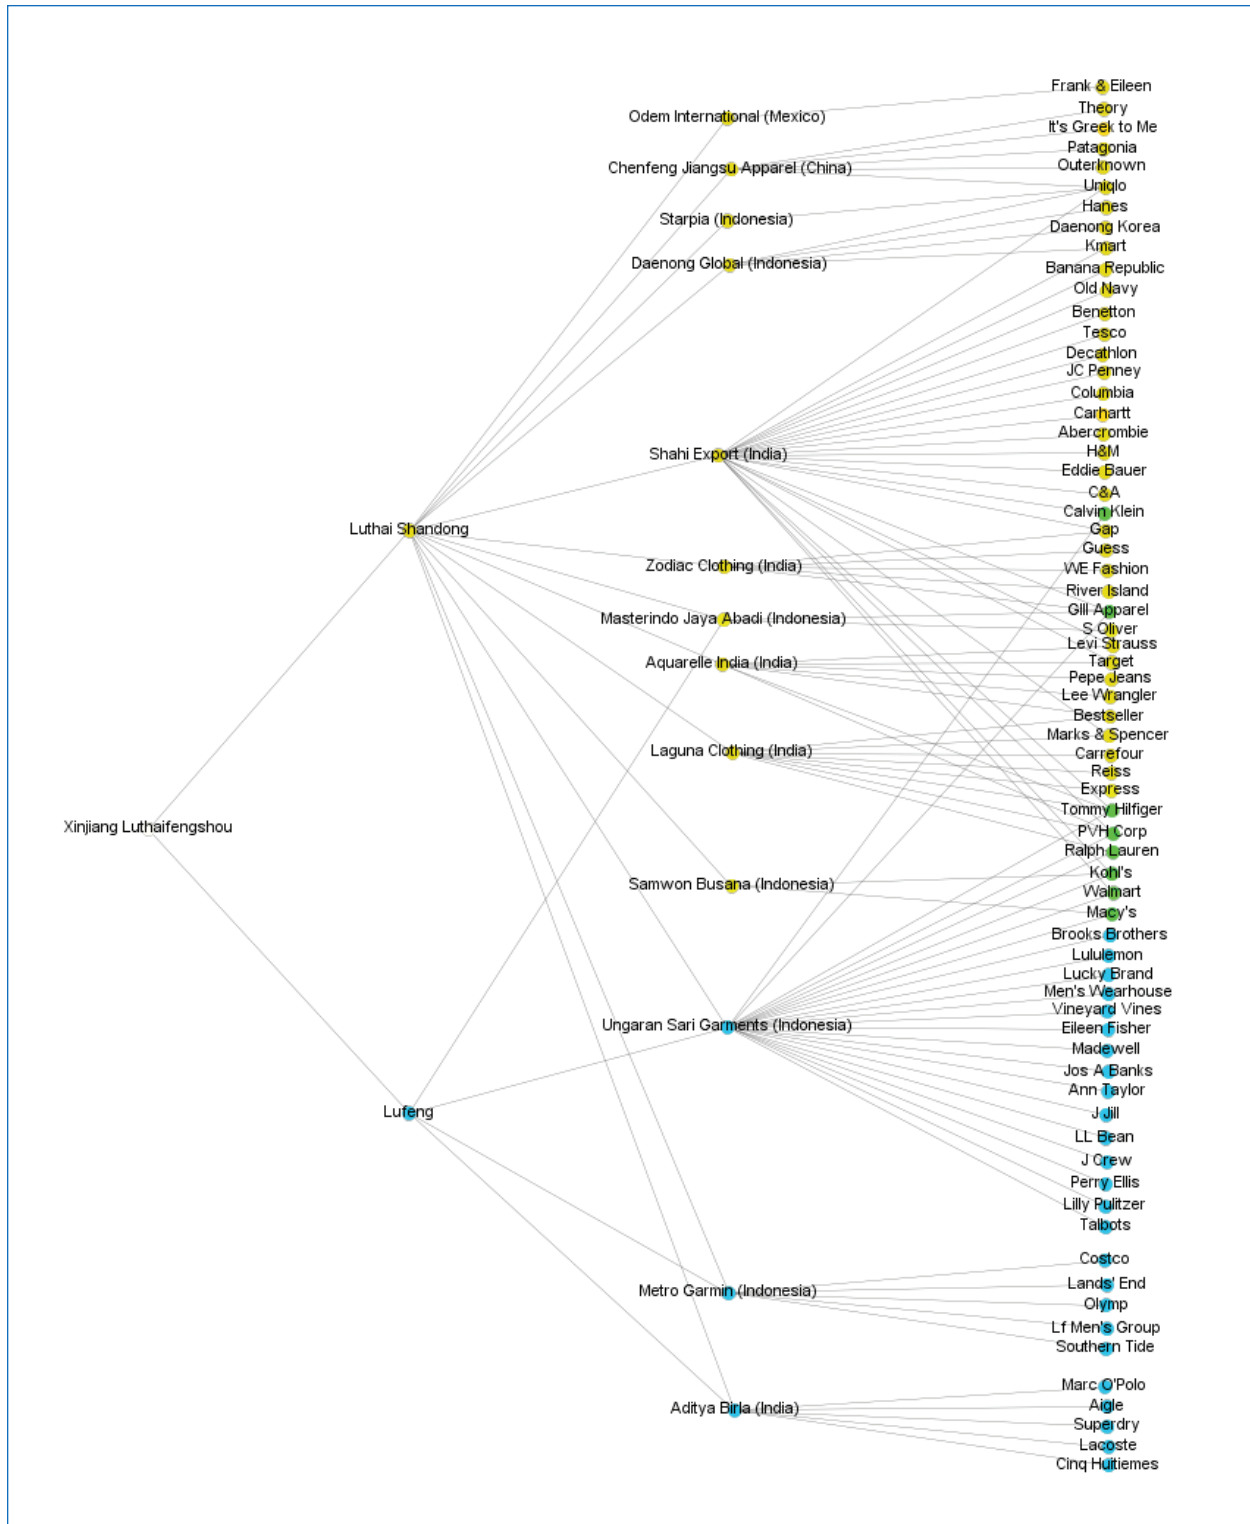 Xinjiang Luthaifengshou
Luthai Shandong
Lufeng
Odem International (Mexico)
Chenfeng Jiangsu Apparel (China)
Starpia (Indonesia)
Daenong Global (Indonesia)
Shahi Export (India)
Zodiac Clothing (India)
Masterindo Jaya Abadi (Indonesia)
Aquarelle India (India)
Laguna Clothing (India)
Samwon Busana (Indonesia)
Ungaran Sari Garments (Indonesia)
Metro Garmin (Indonesia)
Aditya Birla (India)
Frank & Eileen
Theory
It's Greek to Me
Patagonia
Outerknown
Uniqlo
Hanes
Daenong Korea
Kmart
Banana Republic
Old Navy
Benetton
Tesco
Decathlon
JC Penney
Columbia
Carhartt
Abercrombie
H&M
Eddie Bauer
C&A
Calvin Klein
Gap
Guess
WE Fashion
River Island
GIII Apparel
S Oliver
Levi Strauss
Target
Pepe Jeans
Lee Wrangler
Bestseller
Marks & Spencer
Carrefour
Reiss
Express
Tommy Hilfiger
PVH Corp
Ralph Lauren
Kohl's
Walmart
Macy's
Brooks Brothers
Lululemon
Lucky Brand
Men's Wearhouse
Vineyard Vines
Eileen Fisher
Madewell
Jos A Banks
Ann Taylor
J Jill
LL Bean
J Crew
Perry Ellis
Lilly Pulitzer
Talbots
Costco
Lands' End
Olymp
Lf Men's Group
Southern Tide
Marc O'Polo
Aigle
Superdry
Lacoste
Cinq Huitiemes